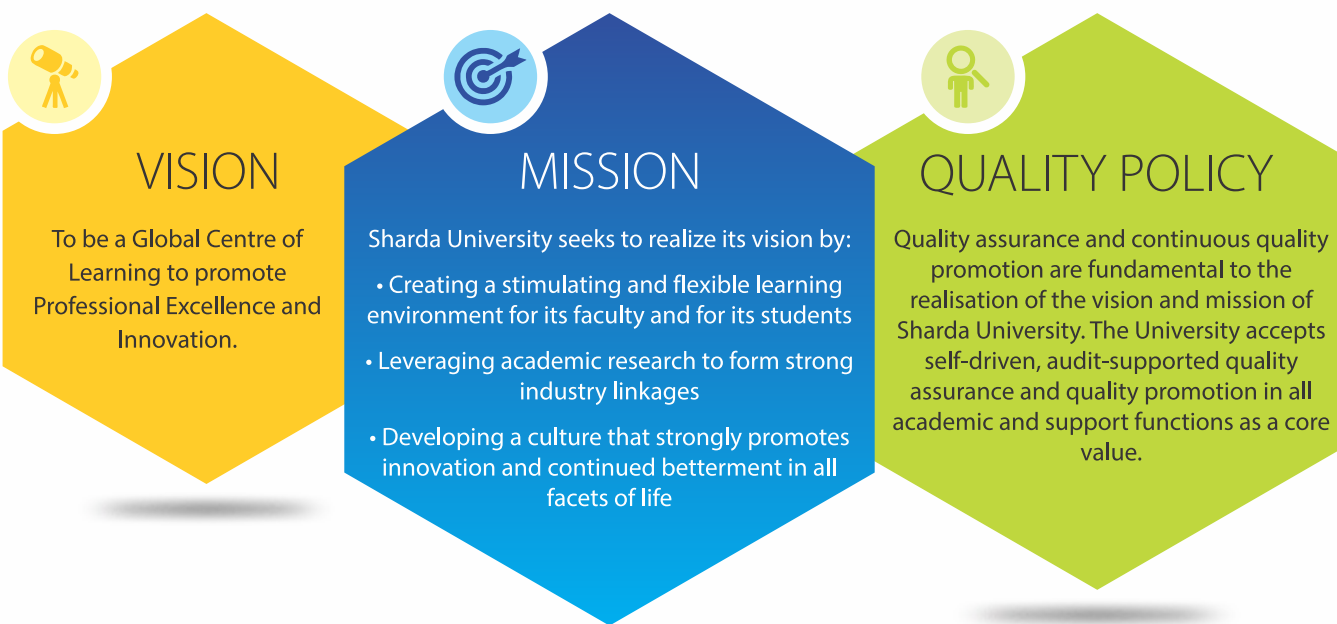 VISION
To be a Global Centre of
Learning to promote
Professional Excellence and
Innovation.
MISSION
Sharda University seeks to realize its vision by:
• Creating a stimulating and flexible learning
environment for its faculty and for its students
• Leveraging academic research to form strong
industry linkages
• Developing a culture that strongly promotes
innovation and continued betterment in all
facets of life
QUALITY POLICY
Quality assurance and continuous quality
promotion are fundamental to the
realisation of the vision and mission of
Sharda University. The University accepts
self-driven, audit-supported quality
assurance and quality promotion in all
academic and support functions as a core
value.